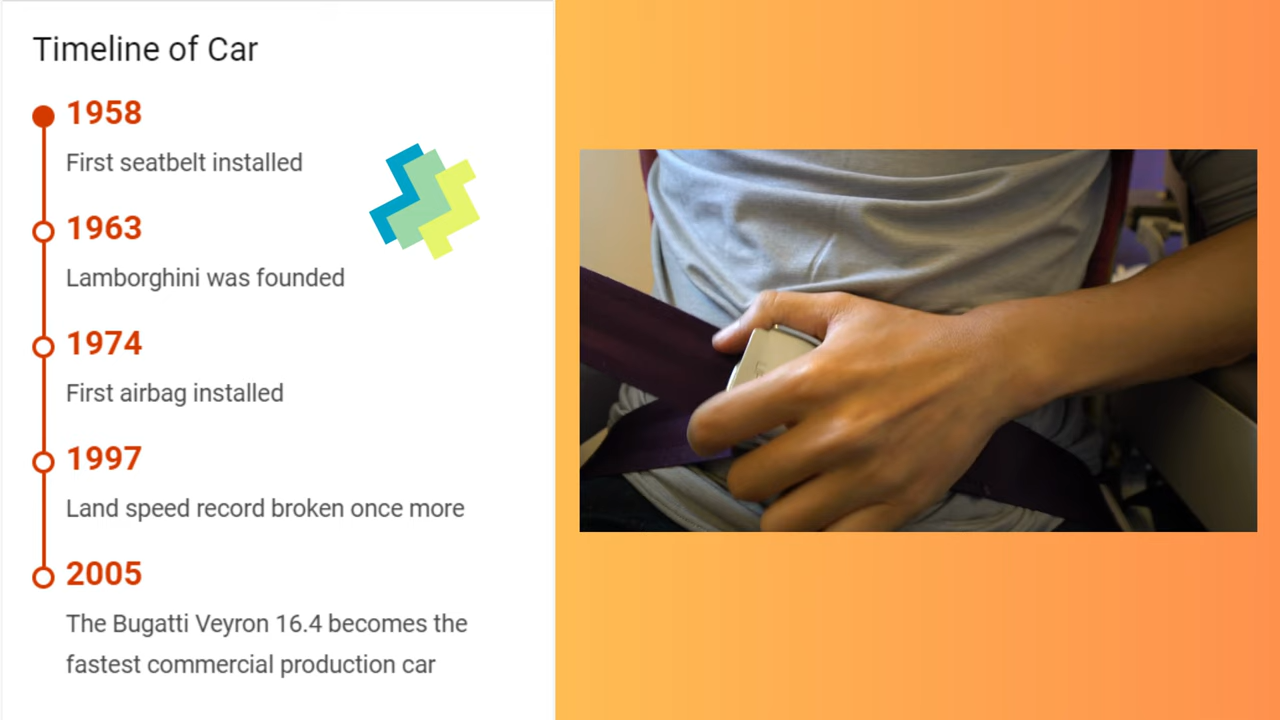 Timeline of Car
1958
First seatbelt installed
1963
Lamborghini was founded
1974
First airbag installed
1997
Land speed record broken once more
2005
The Bugatti Veyron 16.4 becomes the
fastest commercial production car